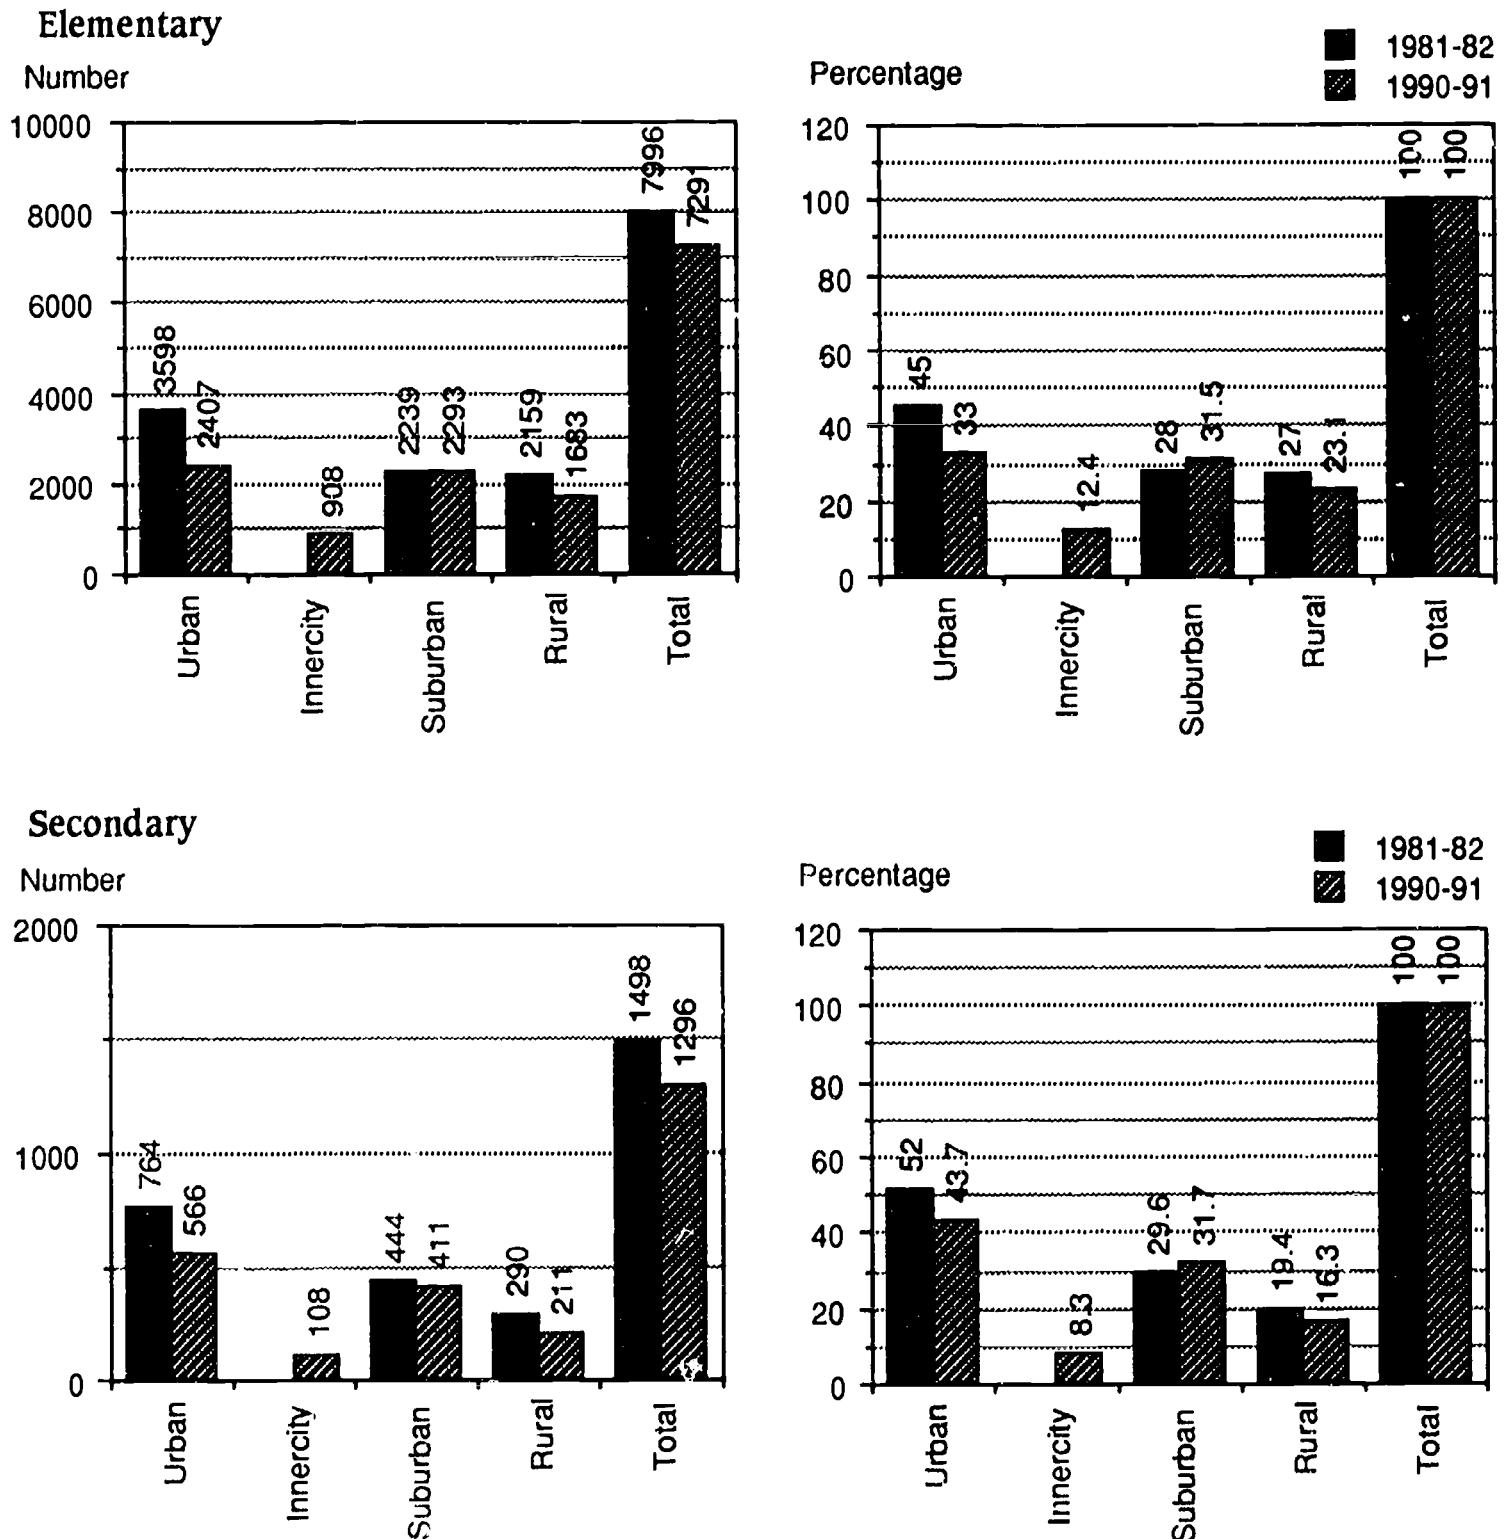 Elementary
Number
10000
8000
6000
4000
2000
0
3598
2407
908
2239
2293
2159
1683
7996
7291
Urban
Innercity
Suburban
Rural
Total
1981-82
1990-91
Percentage
120
100
80
60
40
20
0
45
33
12.4
28
31.5
27
23.1
100
100
Urban
Innercity
Suburban
Rural
Total
Secondary
Number
2000
1000
0
764
566
108
444
411
290
211
1498
1296
Urban
Innercity
Suburban
Rural
Total
1981-82
1990-91
Percentage
120
100
80
60
40
20
0
52
43.7
8.3
29.6
31.7
19.4
16.3
100
100
Urban
Innercity
Suburban
Rural
Total